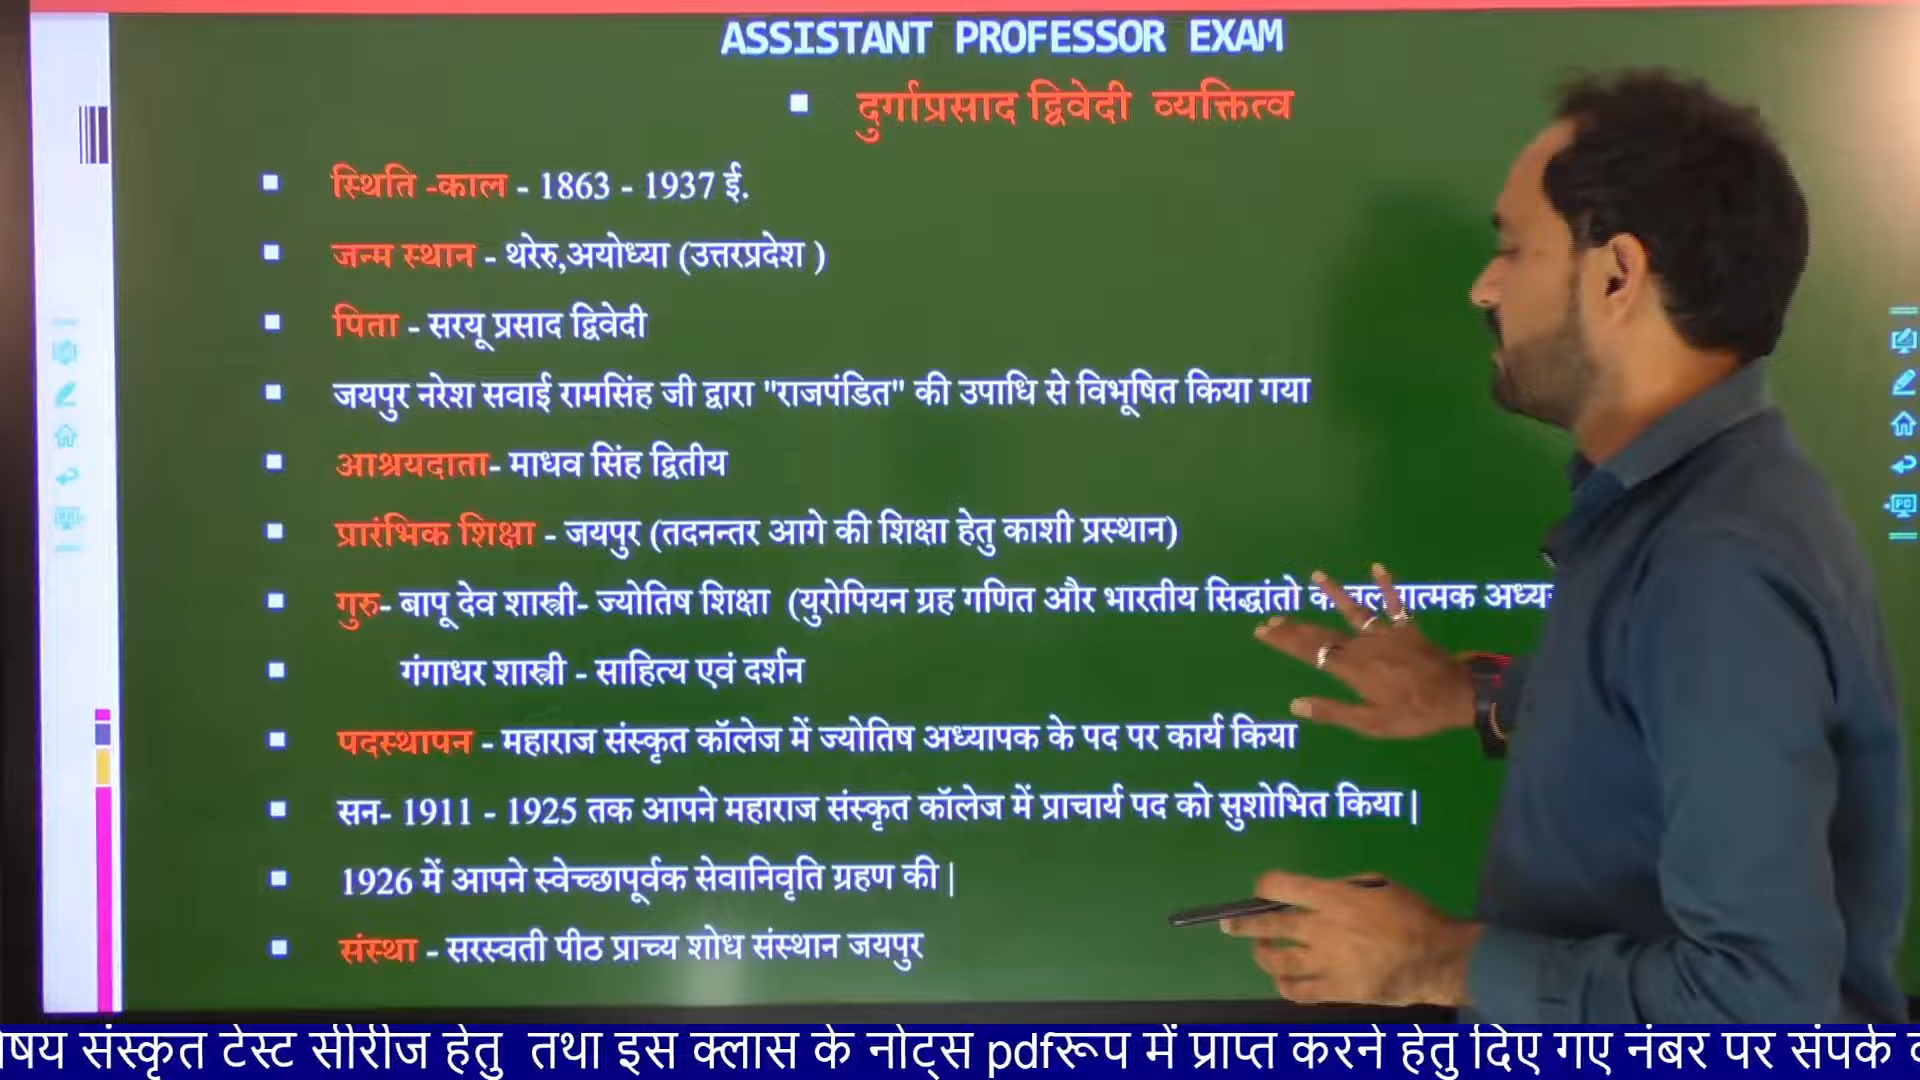 ASSISTANT PROFESSOR EXAM
दुर्गाप्रसाद द्विवेदी व्यक्तित्व
स्थिति -काल - 1863 - 1937 ई.
जन्म स्थान - थरेरु,अयोध्या (उत्तरप्रदेश )
पिता - सरयू प्रसाद द्विवेदी
जयपुर नरेश सवाई रामसिंह जी द्वारा "राजपंडित" की उपाधि से विभूषित किया गया
आश्रयदाता- माधव सिंह द्वितीय
प्रारंभिक शिक्षा - जयपुर (तदनन्तर आगे की शिक्षा हेतु काशी प्रस्थान)
गुरु- बापू देव शास्त्री- ज्योतिष शिक्षा (युरोपियन ग्रह गणित और भारतीय सिद्धांतो
गंगाधर शास्त्री - साहित्य एवं दर्शन
पदस्थापन - महाराज संस्कृत कॉलेज में ज्योतिष अध्यापक के पद पर कार्य किया
सन- 1911 - 1925 तक आपने महाराज संस्कृत कॉलेज में प्राचार्य पद को सुशोभित किया |
1926 में आपने स्वेच्छापूर्वक सेवानिवृति ग्रहण की |
संस्था - सरस्वती पीठ प्राच्य शोध संस्थान जयपुर
संस्कृत टेस्ट सीरीज हेतु तथा इस क्लास के नोट्स pdfरूप में प्राप्त करने हेतु दिए गए नंबर पर संपर्क